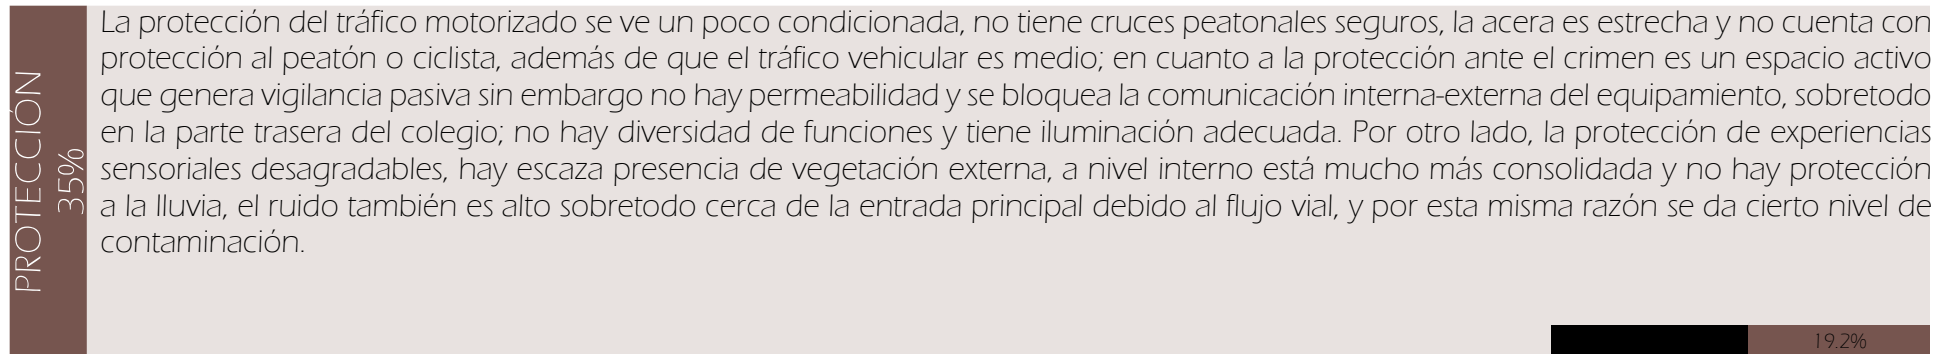 PROTECCIÓN
35%
La protección del tráfico motorizado se ve un poco condicionada, no tiene cruces peatonales seguros, la acera es estrecha y no cuenta con
protección al peatón o ciclista, además de que el tráfico vehicular es medio; en cuanto a la protección ante el crimen es un espacio activo
que genera vigilancia pasiva sin embargo no hay permeabilidad y se bloquea la comunicación interna-externa del equipamiento, sobretodo
en la parte trasera del colegio; no hay diversidad de funciones y tiene iluminación adecuada. Por otro lado, la protección de experiencias
sensoriales desagradables, hay escaza presencia de vegetación externa, a nivel interno está mucho más consolidada y no hay protección
a la lluvia, el ruido también es alto sobretodo cerca de la entrada principal debido al flujo vial, y por esta misma razón se da cierto nivel de
contaminación.
19.2%